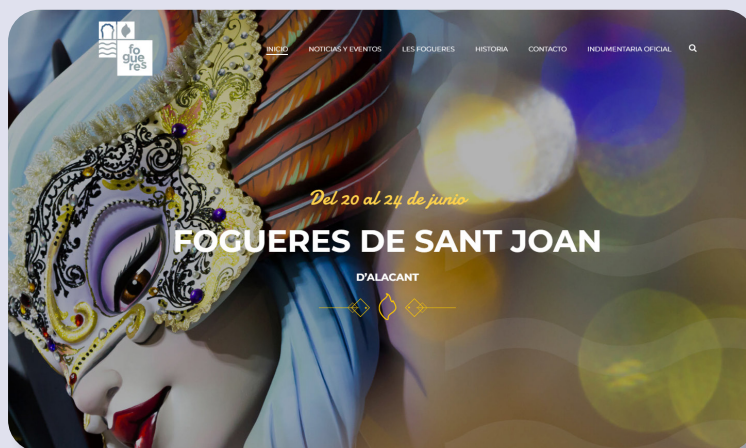 fo
gue
res
INICIO NOTICIAS Y EVENTOS LES FOGUERES HISTORIA CONTACTO INDUMENTARIA OFICIAL
Del 20 al 24 de junio
FOGUERES DE SANT JOAN
D'ALACANT